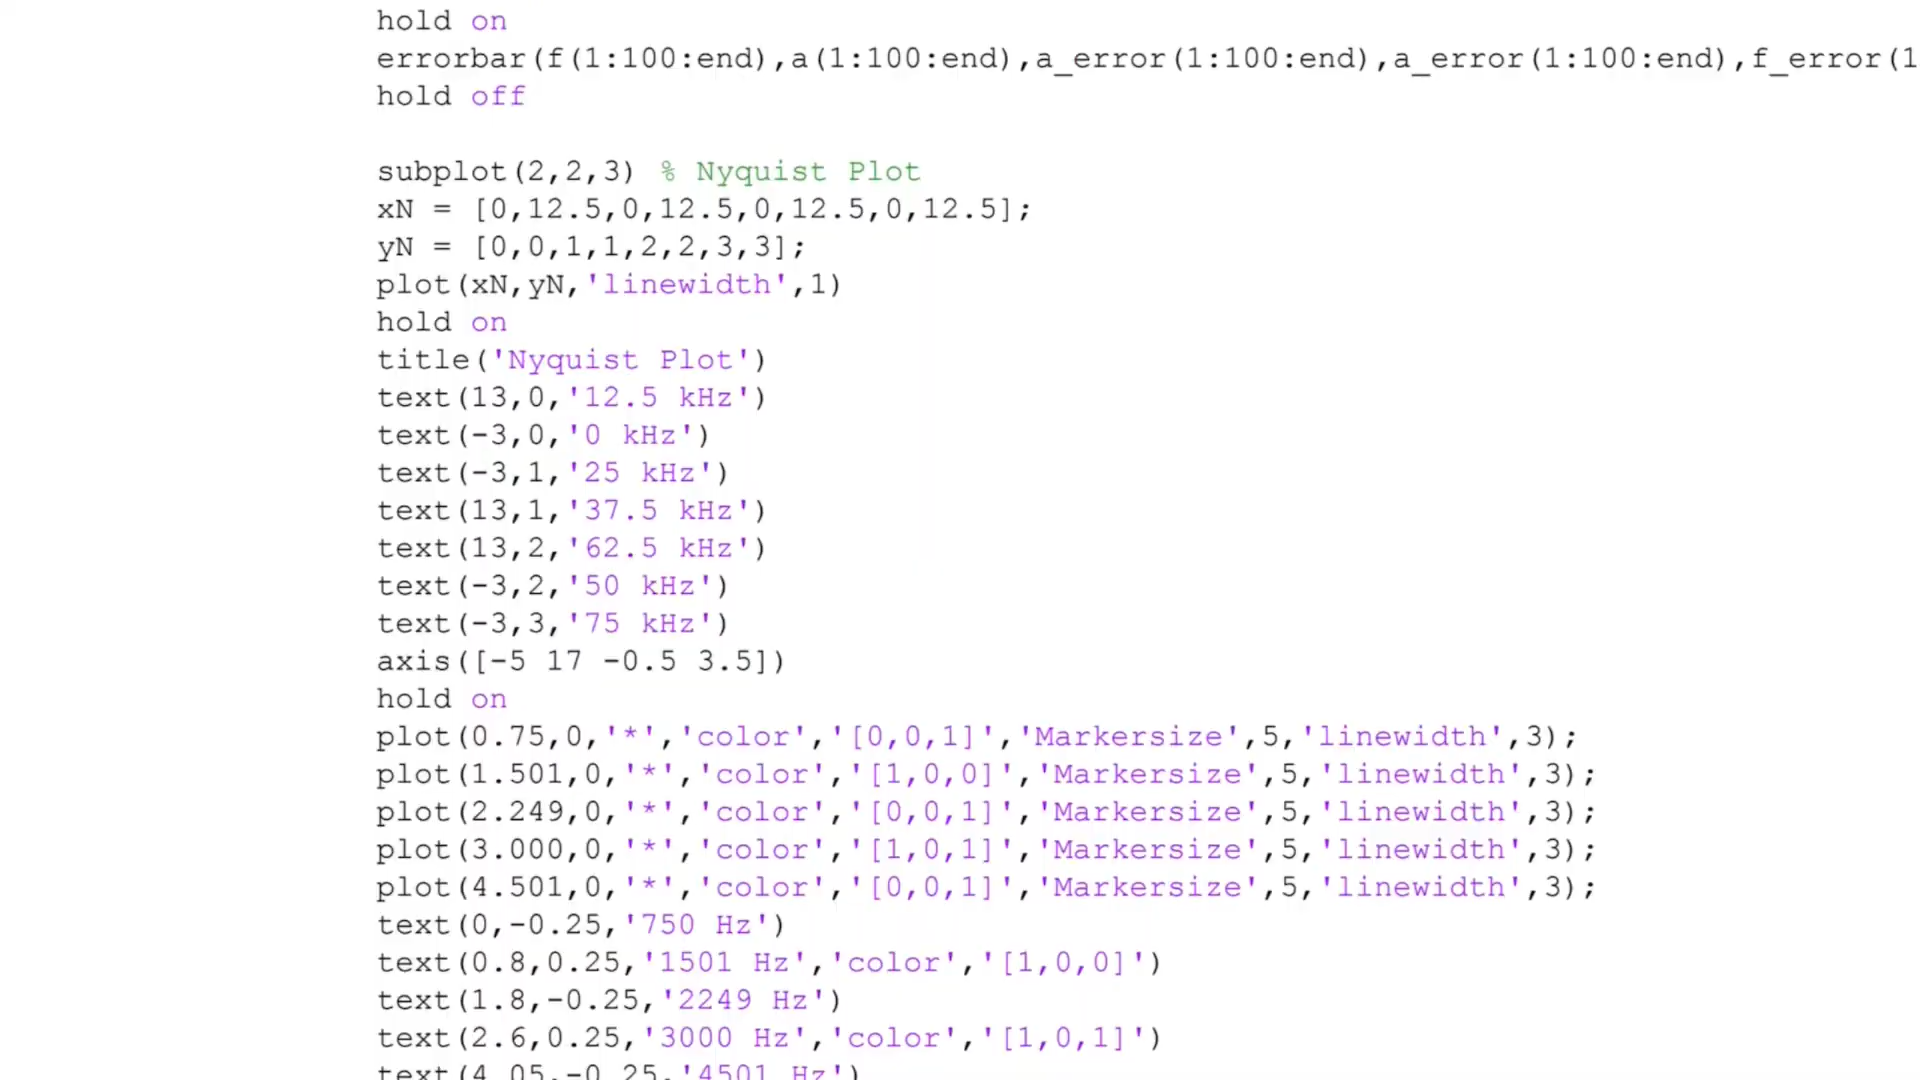 hold on
errorbar(f(1:100:end),a(1:100:end),a_error(1:100:end),a_error(1:100:end),f_error(1
hold off
subplot(2,2,3) % Nyquist Plot
xN = [0,12.5,0,12.5,0,12.5,0,12.5];
yN = [0,0,1,1,2,2,3,3];
plot(xN,yN,'linewidth',1)
hold on
title('Nyquist Plot')
text(13,0,'12.5 kHz')
text(-3,0,'0 kHz')
text(-3,1,'25 kHz')
text(13,1,'37.5 kHz')
text(13,2,'62.5 kHz')
text(-3,2,'50 kHz')
text(-3,3,'75 kHz')
axis([-5 17 -0.5 3.5])
hold on
plot(0.75,0,'*','color','[0,0,1]','Markersize',5,'linewidth',3);
plot(1.501,0,'*','color','[1,0,0]','Markersize',5,'linewidth',3);
plot(2.249,0,'*','color','[0,0,1]','Markersize',5,'linewidth',3);
plot(3.000,0,'*','color','[1,0,1]','Markersize',5,'linewidth',3);
plot(4.501,0,'*','color','[0,0,1]','Markersize',5,'linewidth',3);
text(0,-0.25,'750 Hz')
text(0.8,0.25,'1501 Hz','color','[1,0,0]')
text(1.8,-0.25,'2249 Hz')
text(2.6,0.25,'3000 Hz','color','[1,0,1]')
text(4.05,-0.25,'4501 Hz')